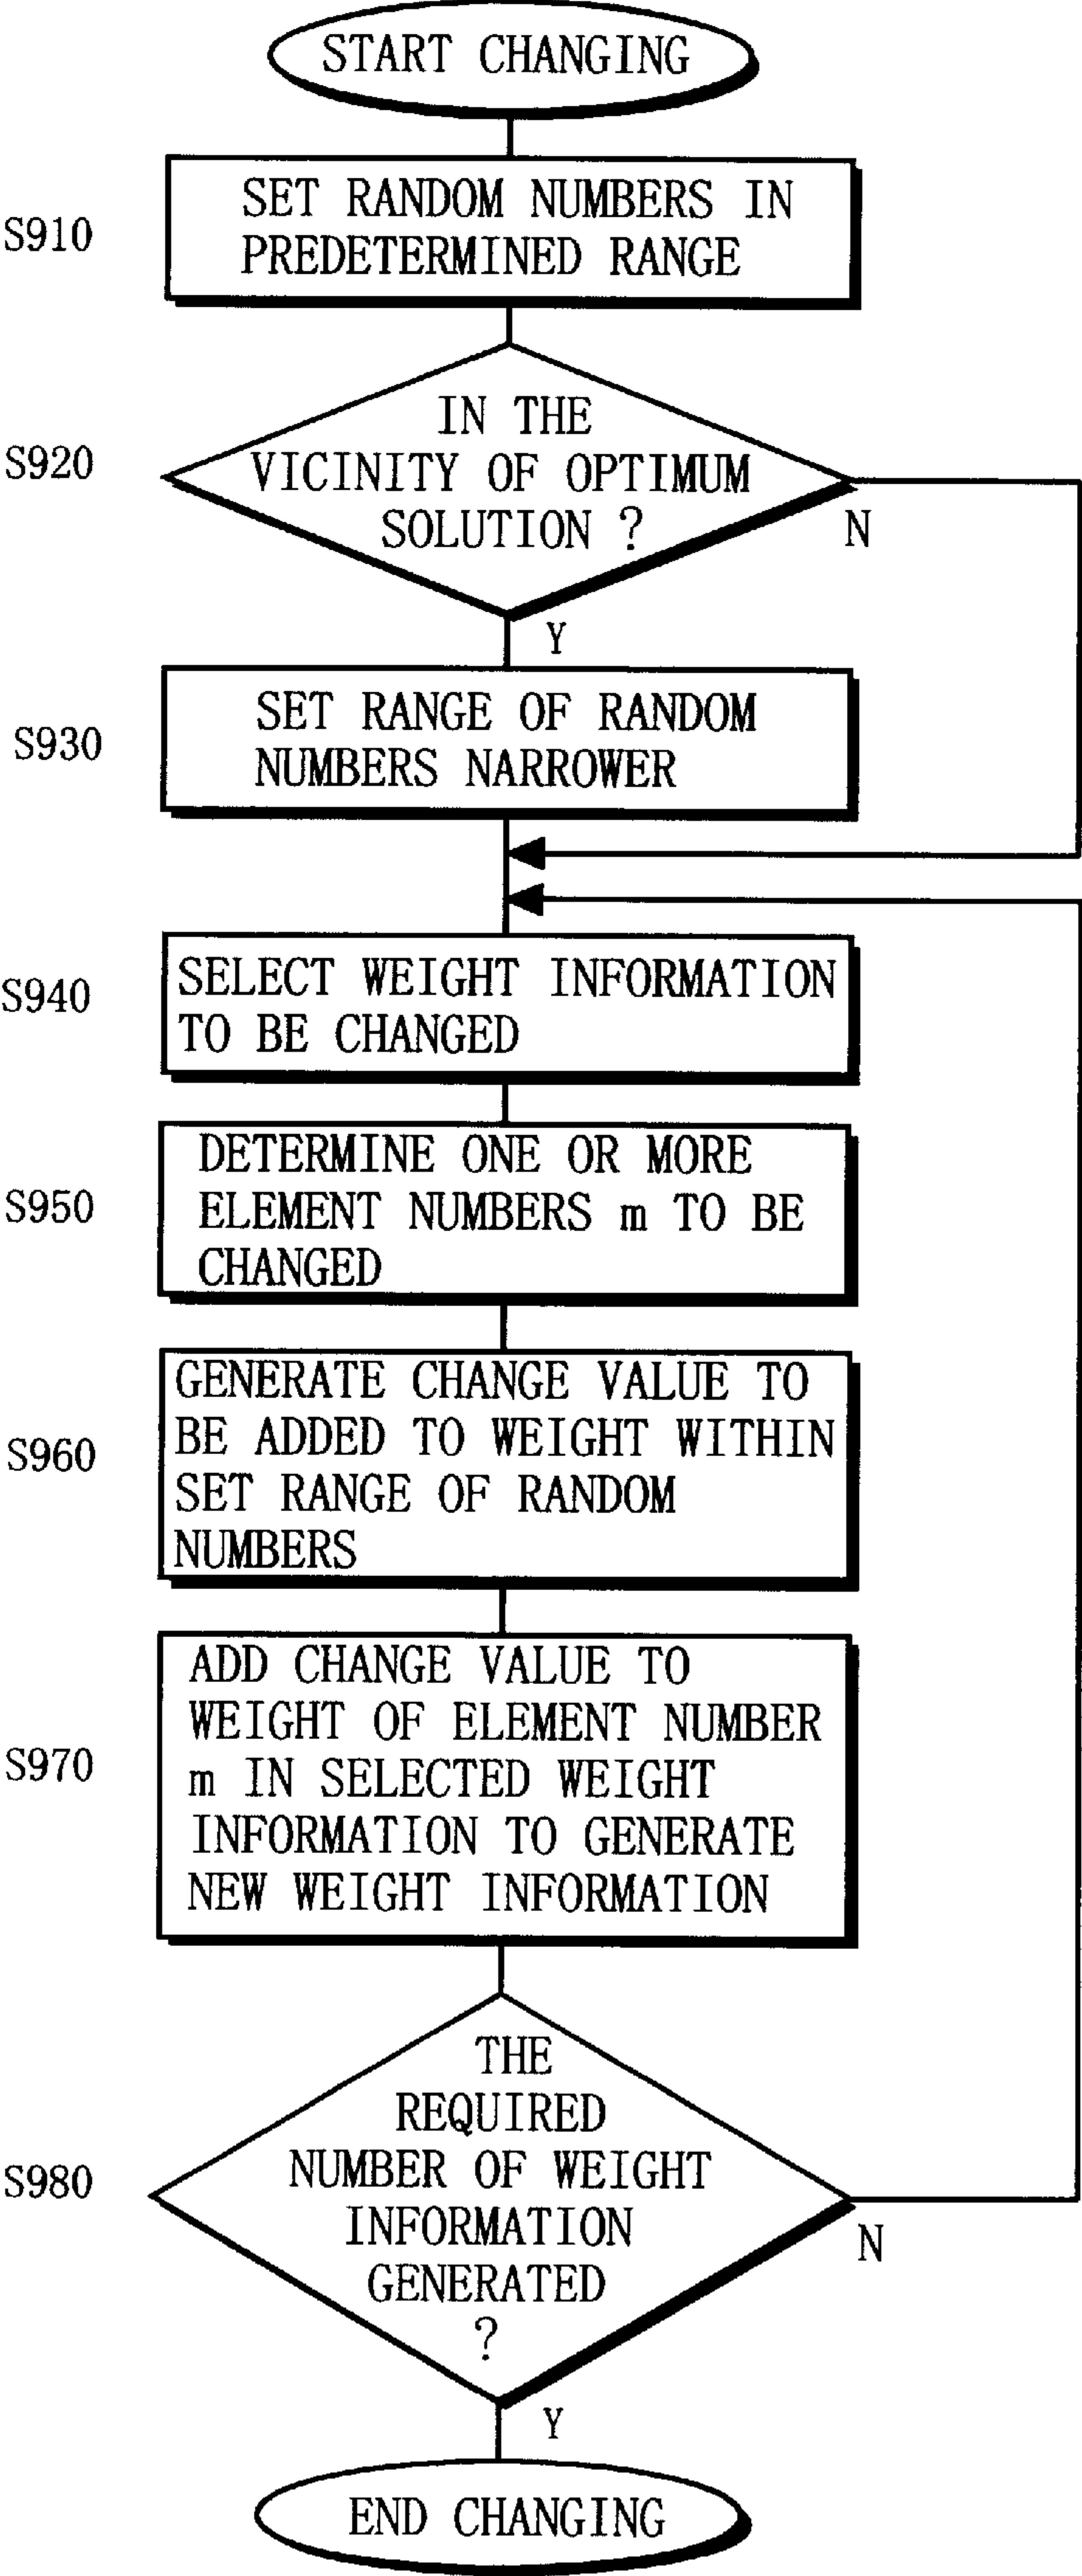 START CHANGING
S910
SET RANDOM NUMBERS IN
PREDETERMINED RANGE
S920
IN THE
VICINITY OF OPTIMUM
SOLUTION ?
N
Y
S930
SET RANGE OF RANDOM
NUMBERS NARROWER
S940
SELECT WEIGHT INFORMATION
TO BE CHANGED
S950
DETERMINE ONE OR MORE
ELEMENT NUMBERS m TO BE
CHANGED
S960
GENERATE CHANGE VALUE TO
BE ADDED TO WEIGHT WITHIN
SET RANGE OF RANDOM
NUMBERS
S970
ADD CHANGE VALUE TO
WEIGHT OF ELEMENT NUMBER
m IN SELECTED WEIGHT
INFORMATION TO GENERATE
NEW WEIGHT INFORMATION
S980
THE
REQUIRED
NUMBER OF WEIGHT
INFORMATION
GENERATED
?
N
Y
END CHANGING